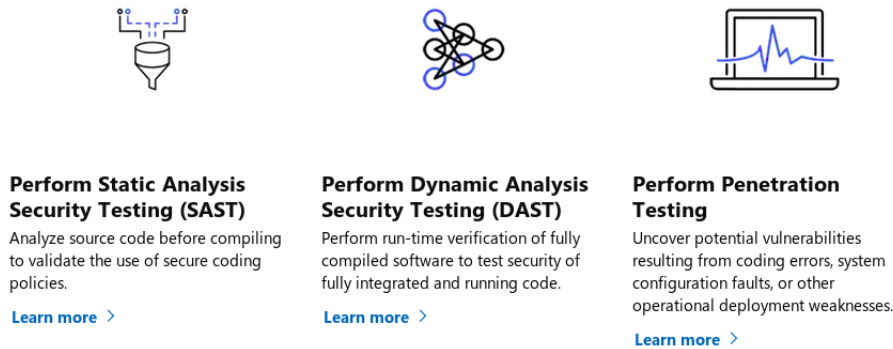 Perform Static Analysis
Security Testing (SAST)
Analyze source code before compiling
to validate the use of secure coding
policies.
Learn more
Perform Dynamic Analysis
Security Testing (DAST)
Perform run-time verification of fully
compiled software to test security of
fully integrated and running code.
Learn more
Perform Penetration
Testing
Uncover potential vulnerabilities
resulting from coding errors, system
configuration faults, or other
operational deployment weaknesses.
Learn more